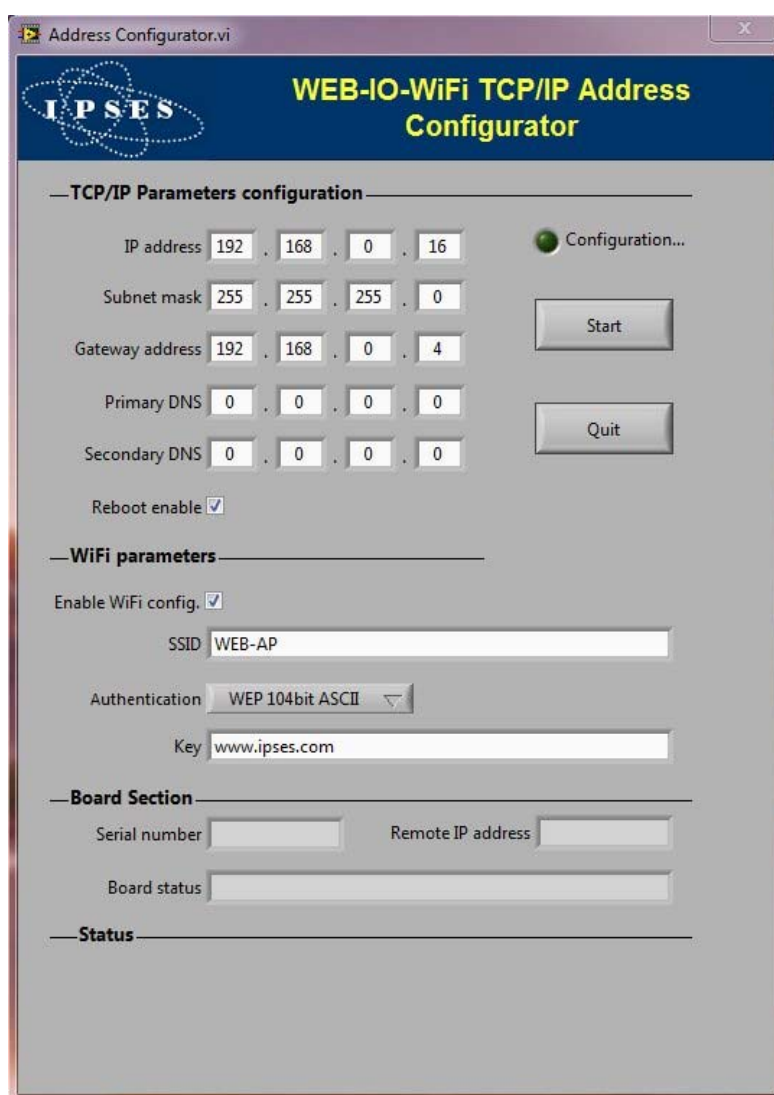 Address Configurator.vi
x
IPSES
WEB-IO-WiFi TCP/IP Address
Configurator
TCP/IP Parameters configuration
IP address 192 . 168 . 0 . 16
Configuration...
Subnet mask 255 . 255 . 255 . 0
Start
Gateway address 192 . 168 . 0 . 4
Primary DNS 0 . 0 . 0 . 0
Quit
Secondary DNS 0 . 0 . 0 . 0
Reboot enable
WiFi parameters
Enable WiFi config.
SSID WEB-AP
Authentication WEP 104bit ASCII
Key www.ipses.com
Board Section
Serial number Remote IP address
Board status
Status